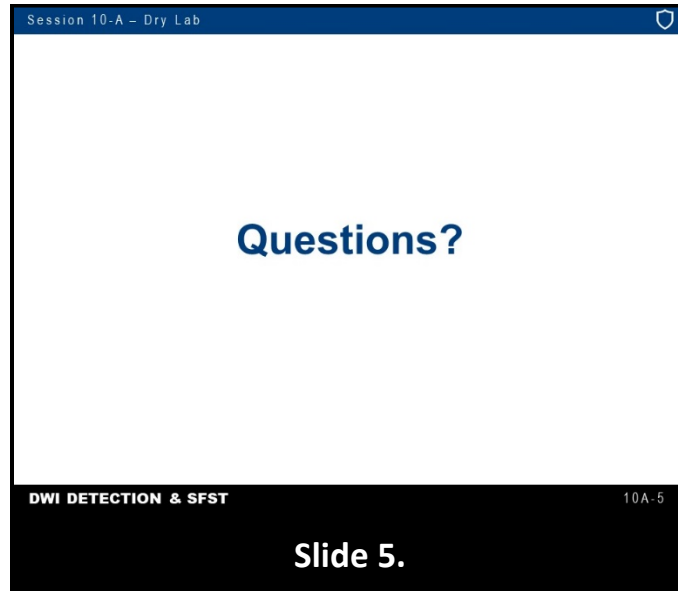 Session 10-A – Dry Lab
Questions?
DWI DETECTION & SFST
10A-5
Slide 5.